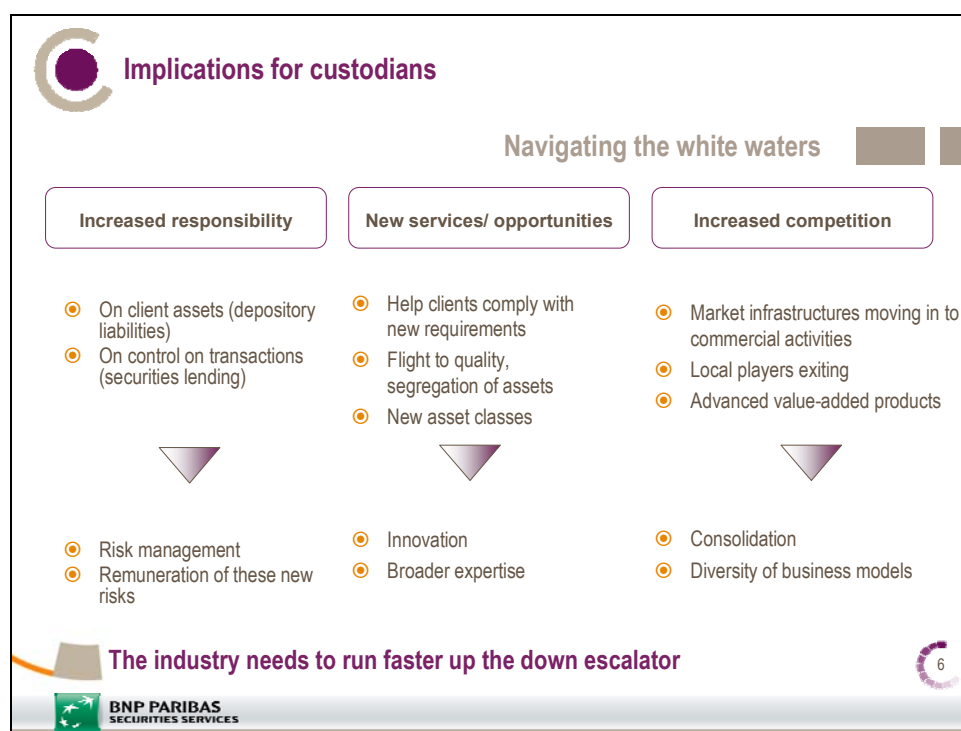 Implications for custodians
Navigating the white waters
Increased responsibility
New services/ opportunities
Increased competition
On client assets (depository
liabilities)
On control on transactions
(securities lending)
Help clients comply with
new requirements
Flight to quality,
segregation of assets
New asset classes
Market infrastructures moving in to
commercial activities
Local players exiting
Advanced value-added products
Risk management
Remuneration of these new
risks
Innovation
Broader expertise
Consolidation
Diversity of business models
The industry needs to run faster up the down escalator
6
BNP PARIBAS
SECURITIES SERVICES